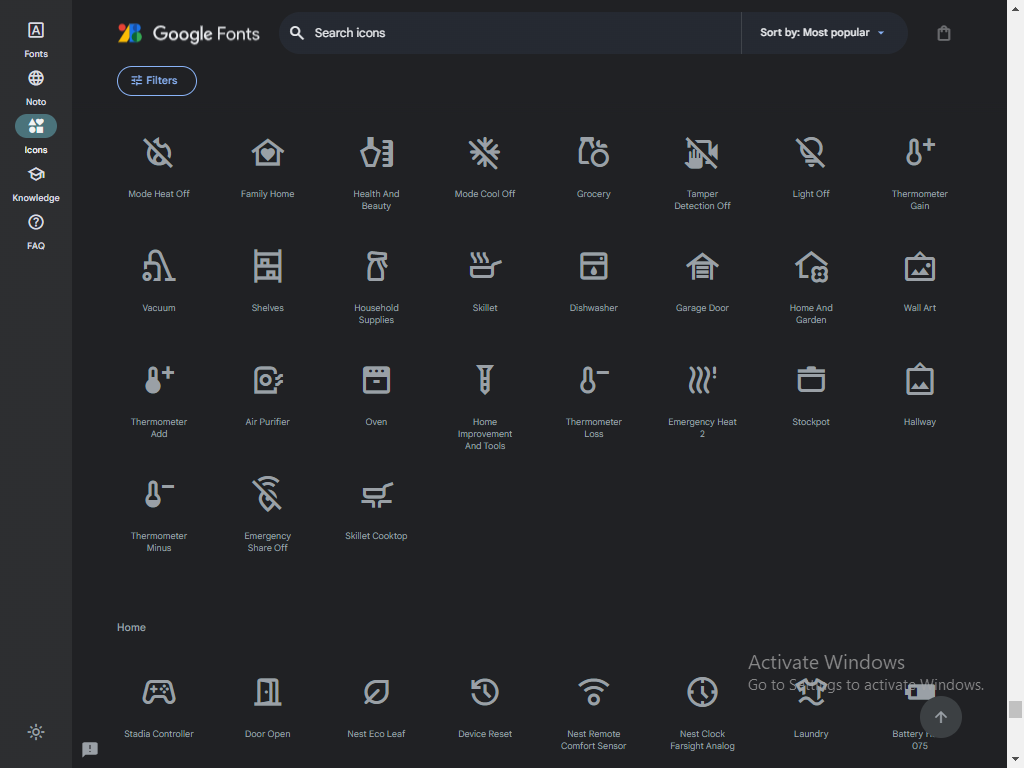 Google Fonts
Search icons
Sort by: Most popular
Fonts
Noto
Icons
Knowledge
FAQ
Filters
Mode Heat Off
Family Home
Health And
Beauty
Mode Cool Off
Grocery
Tamper
Detection Off
Light Off
Thermometer
Gain
Vacuum
Shelves
Household
Supplies
Skillet
Dishwasher
Garage Door
Home And
Garden
Wall Art
Thermometer
Add
Air Purifier
Oven
Home
Improvement
And Tools
Thermometer
Loss
Emergency Heat
2
Stockpot
Hallway
Thermometer
Minus
Emergency
Share Off
Skillet Cooktop
Home
Stadia Controller
Door Open
Nest Eco Leaf
Device Reset
Nest Remote
Comfort Sensor
Nest Clock
Farsight Analog
Laundry
Battery
075
Activate Windows
Go to Settings to activate Windows.